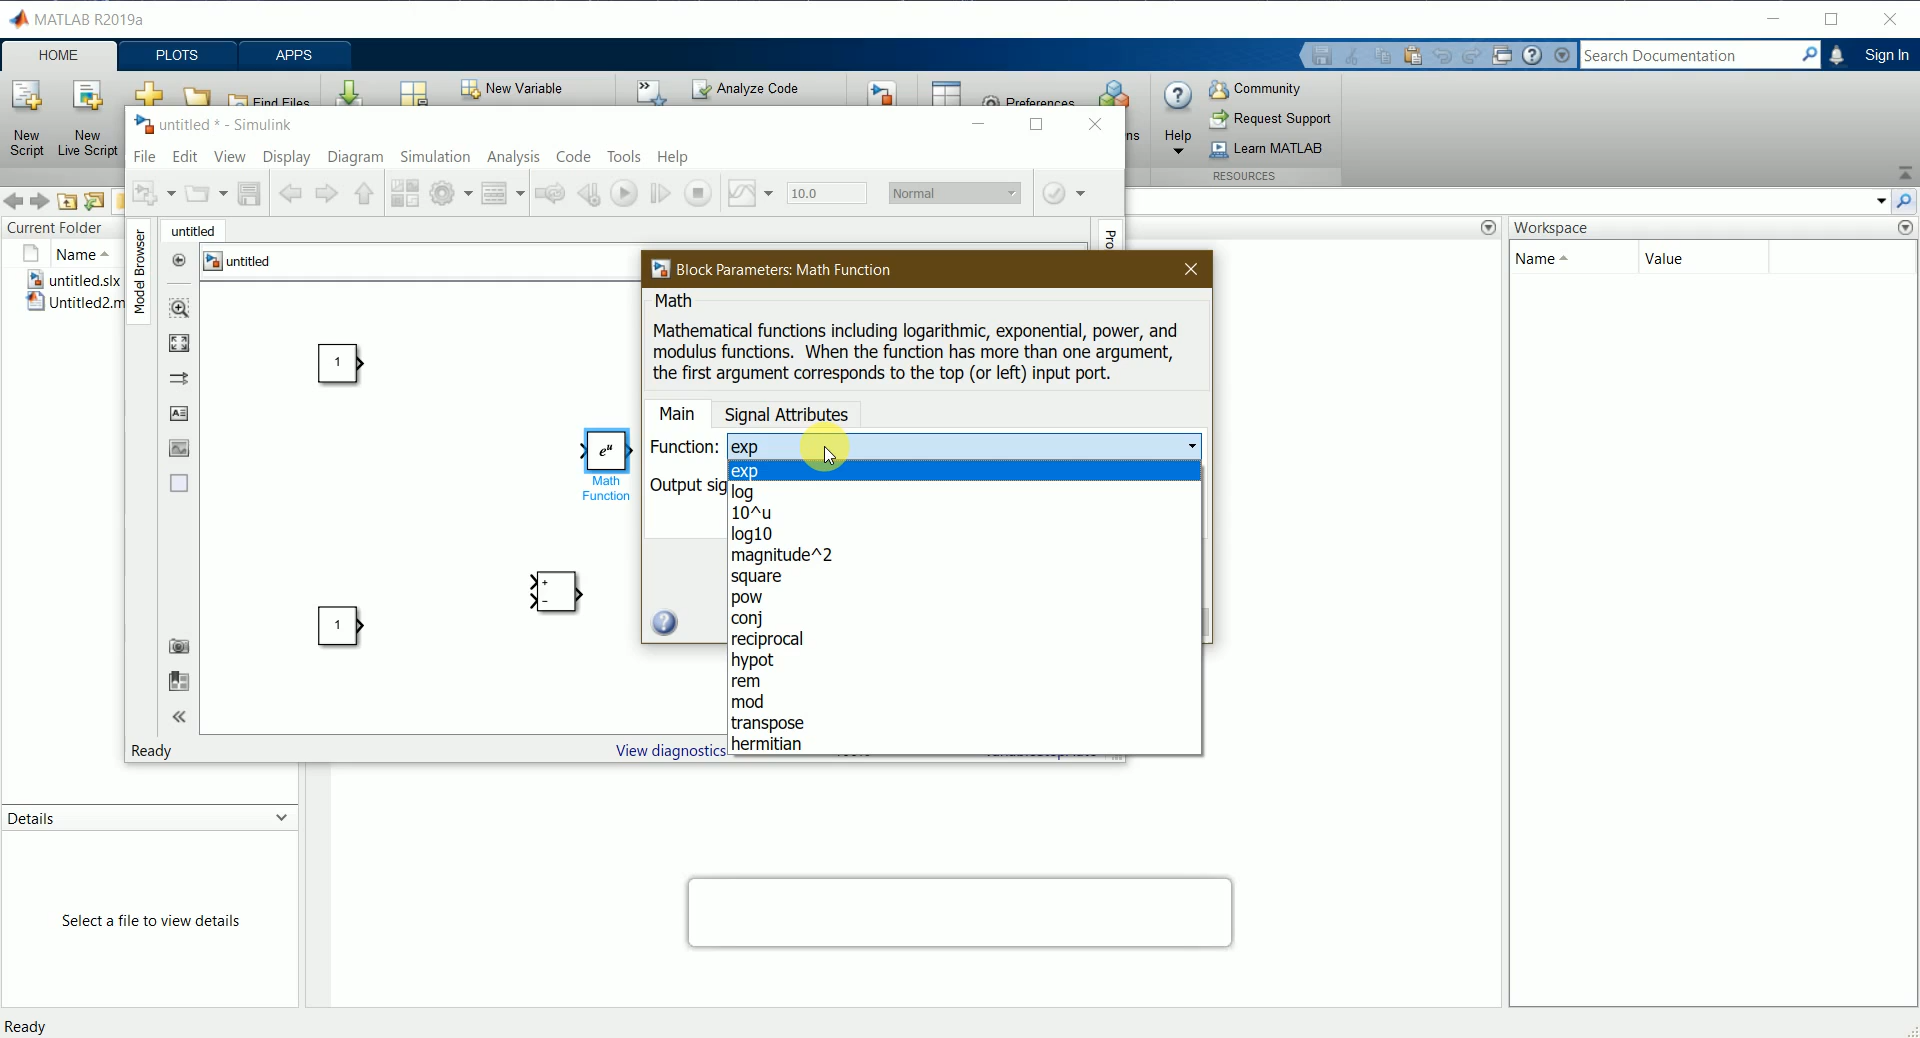 MATLAB R2019a
HOME
PLOTS
APPS
Search Documentation
Sign In
New Script
New Live Script
Find Files
New Variable
Analyze Code
Preferences
Help
Community
Request Support
Learn MATLAB
RESOURCES
untitled * - Simulink
File Edit View Display Diagram Simulation Analysis Code Tools Help
10.0
Normal
Current Folder
Name
untitled.slx
Untitled2.m
Model Browser
untitled
untitled
1
1
e^u
Math
Function
+
-
Ready
View diagnostics
Block Parameters: Math Function
Math
Mathematical functions including logarithmic, exponential, power, and
modulus functions. When the function has more than one argument,
the first argument corresponds to the top (or left) input port.
Main
Signal Attributes
Function: exp
Output sig
exp
log
10^u
log10
magnitude^2
square
pow
conj
reciprocal
hypot
rem
mod
transpose
hermitian
Workspace
Name
Value
Details
Select a file to view details
Ready